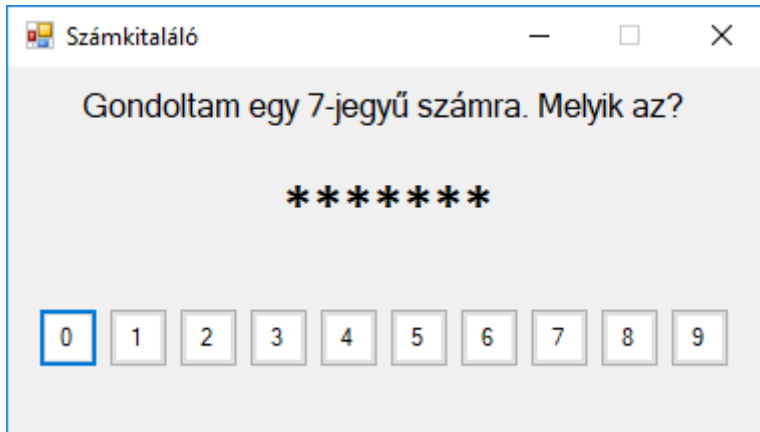 Számkitaláló
Gondoltam egy 7-jegyű számra. Melyik az?
*******
0 1 2 3 4 5 6 7 8 9